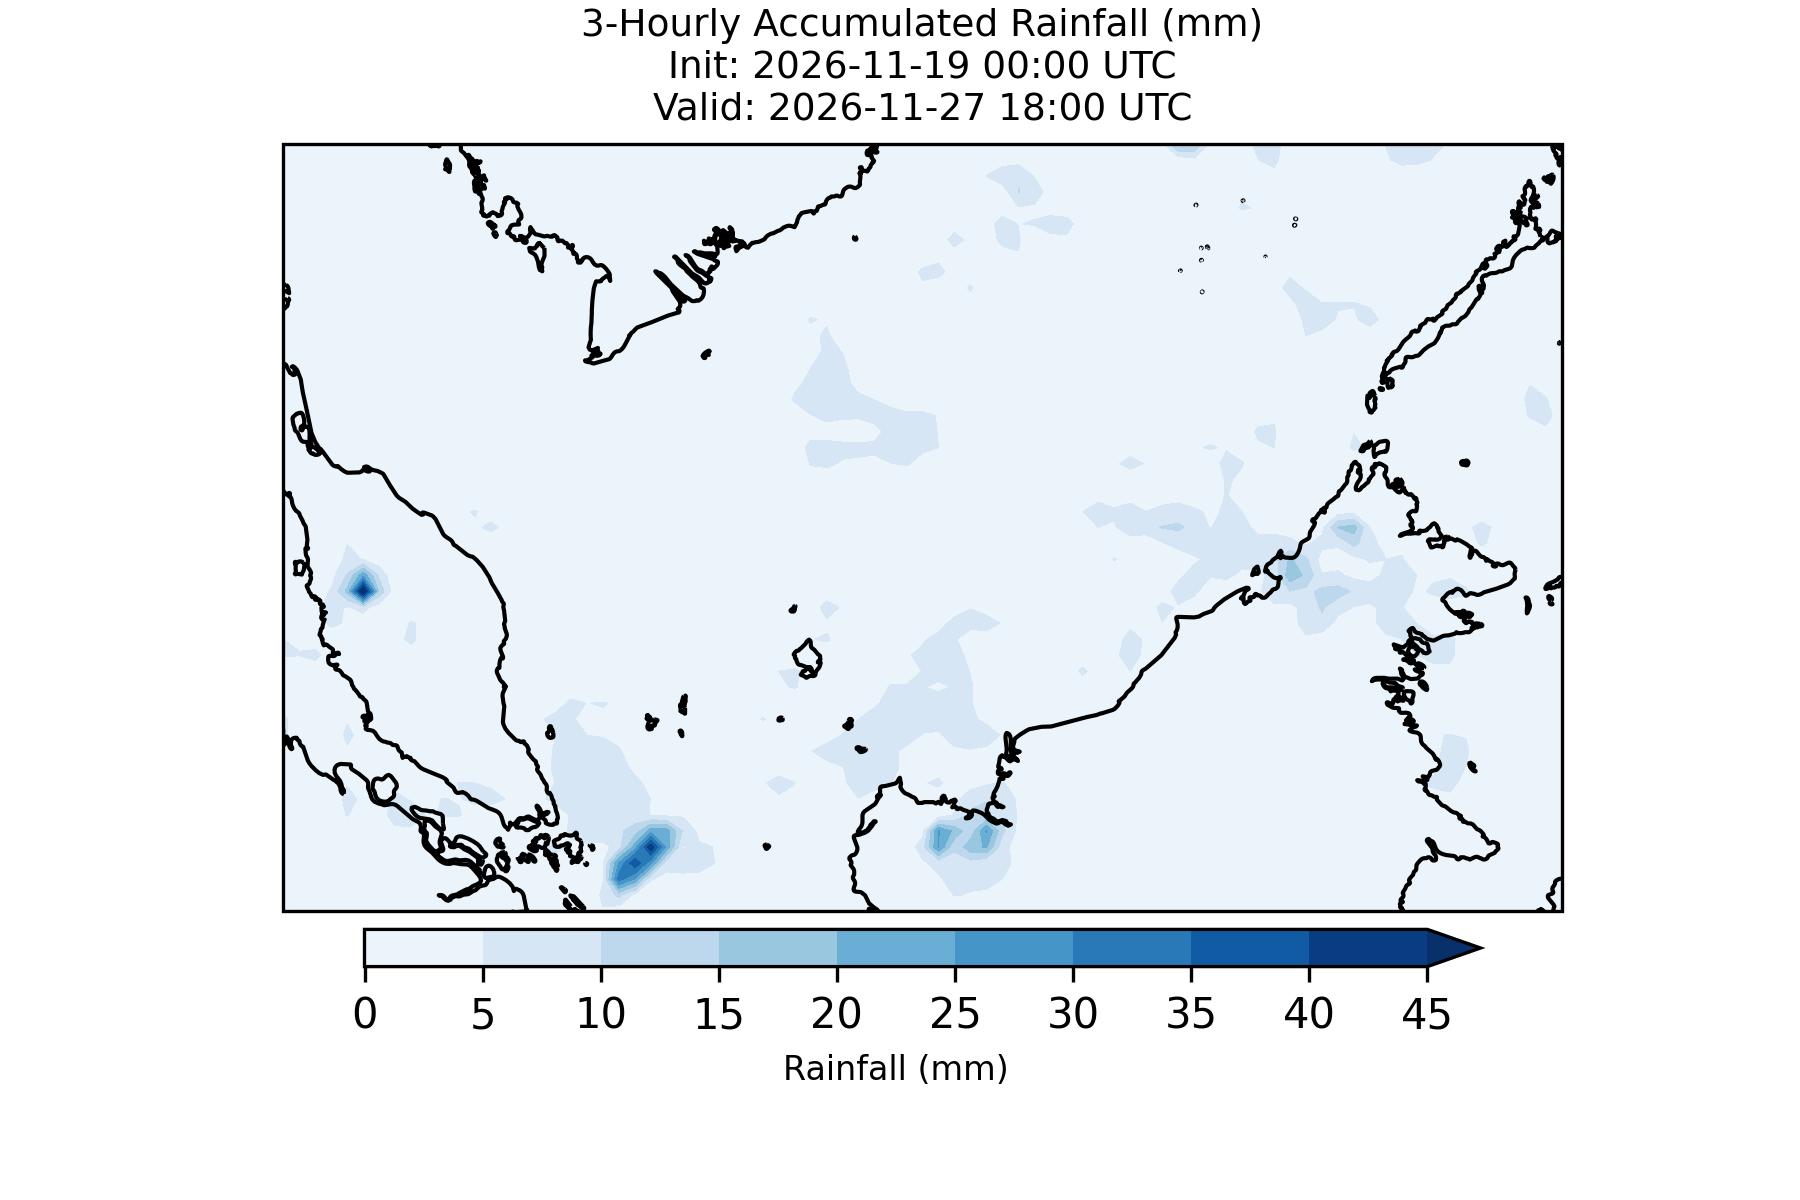 3-Hourly Accumulated Rainfall (mm)
Init: 2026-11-19 00:00 UTC
Valid: 2026-11-27 18:00 UTC
0 5 10 15 20 25 30 35 40 45
Rainfall (mm)